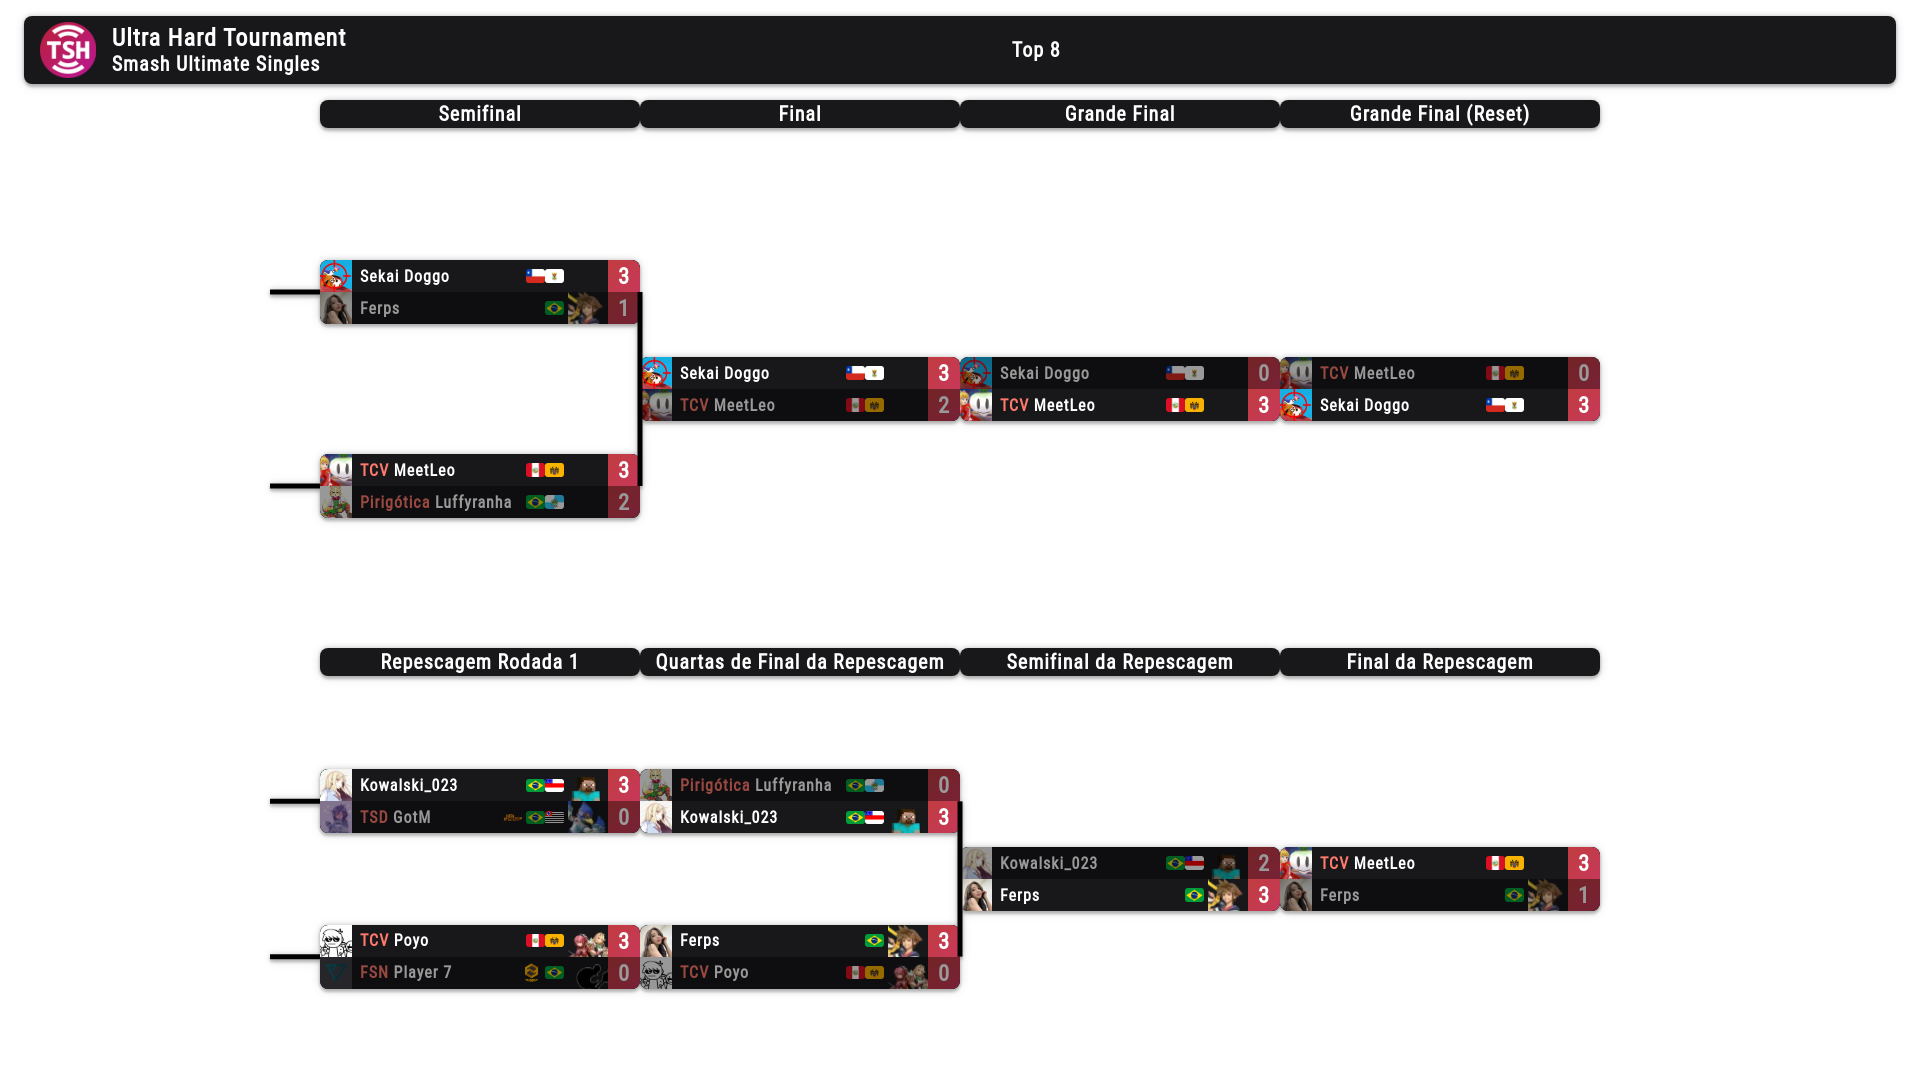 TSH
Ultra Hard Tournament
Smash Ultimate Singles
Top 8
Semifinal
Final
Grande Final
Grande Final (Reset)
Sekai Doggo 3
Ferps 1
Sekai Doggo 3
TCV MeetLeo 2
Sekai Doggo 0
TCV MeetLeo 3
TCV MeetLeo 0
Sekai Doggo 3
TCV MeetLeo 3
Pirigótica Luffyranha 2
Repescagem Rodada 1
Quartas de Final da Repescagem
Semifinal da Repescagem
Final da Repescagem
Kowalski_023 3
TSD GotM 0
Pirigótica Luffyranha 0
Kowalski_023 3
Kowalski_023 2
Ferps 3
TCV MeetLeo 3
Ferps 1
TCV Poyo 3
FSN Player 7 0
Ferps 3
TCV Poyo 0